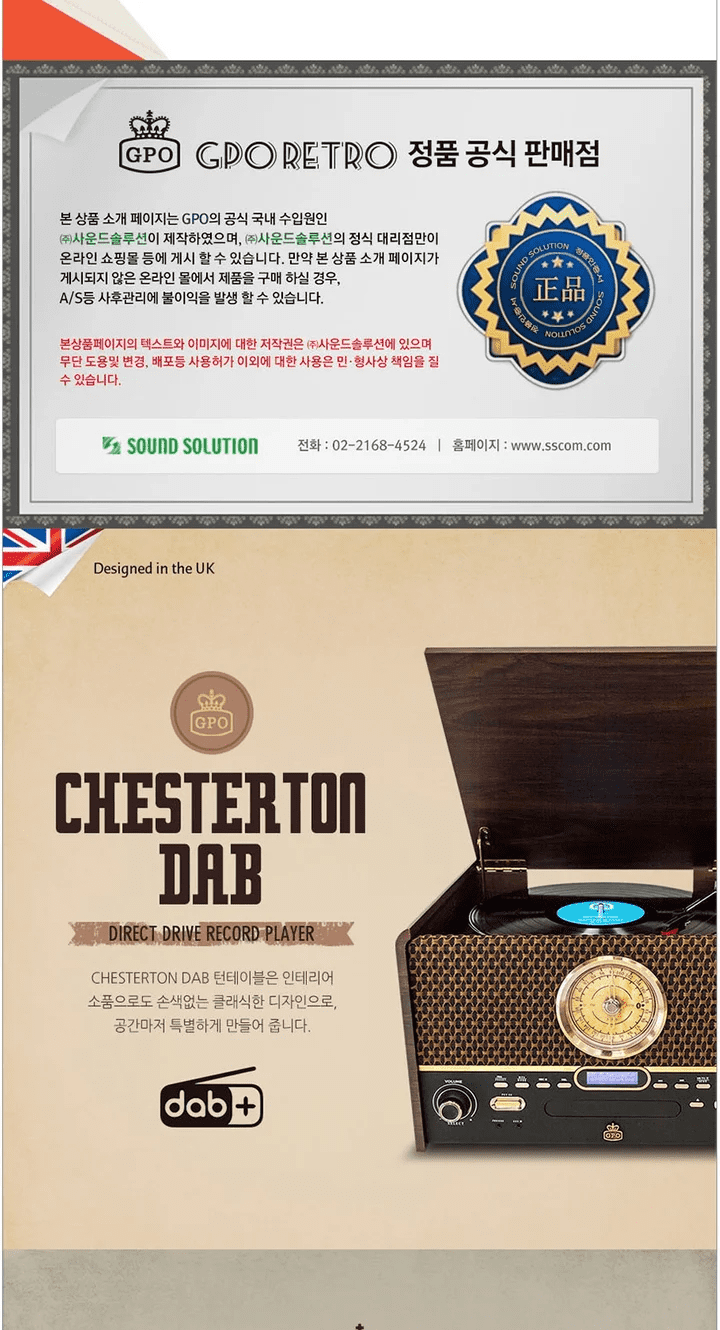 GPO
GPO RETRO 정품 공식 판매점
본 상품 소개 페이지는 GPO의 공식 국내 수입원인
㈜사운드솔루션이 제작하였으며, ㈜사운드솔루션의 정식 대리점만이
온라인 쇼핑몰 등에 게시 할 수 있습니다. 만약 본 상품 소개 페이지가
게시되지 않은 온라인 몰에서 제품을 구매 하실 경우,
A/S등 사후관리에 불이익을 발생 할 수 있습니다.
SOUND SOLUTION 정품인증서
正品
SOUND SOLUTION 정품인증서
본상품페이지의 텍스트와 이미지에 대한 저작권은 ㈜사운드솔루션에 있으며
무단 도용및 변경, 배포등 사용허가 이외에 대한 사용은 민·형사상 책임을 질
수 있습니다.
SOUND SOLUTION 전화 : 02-2168-4524 | 홈페이지 : www.sscom.com
Designed in the UK
GPO
CHESTERTON
DAB
DIRECT DRIVE RECORD PLAYER
CHESTERTON DAB 턴테이블은 인테리어
소품으로도 손색없는 클래식한 디자인으로,
공간마저 특별하게 만들어 줍니다.
dab+
VOLUME
SELECT
GPO